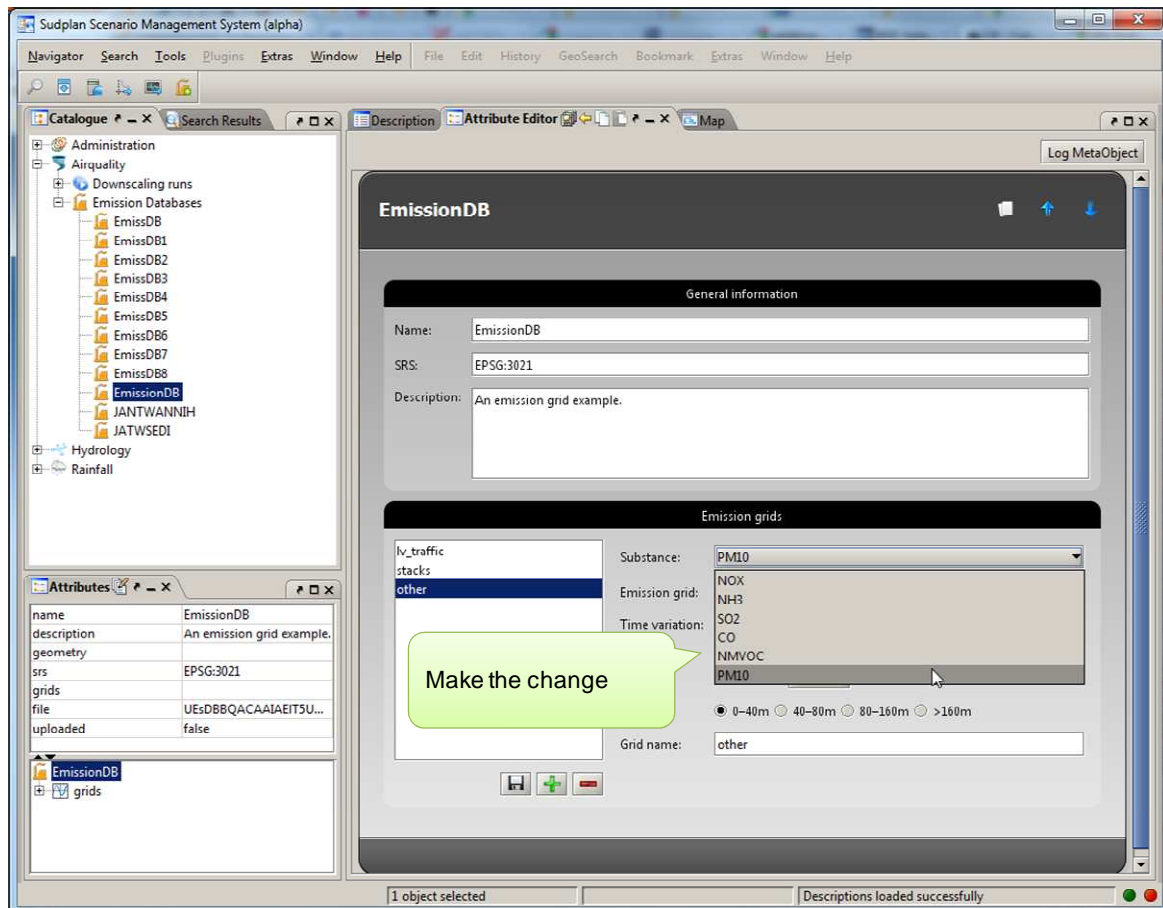 Sudplan Scenario Management System (alpha)
Navigator Search Tools Plugins Extras Window Help File Edit History GeoSearch Bookmark Extras Window Help
Catalogue Search Results
Administration
Airquality
Downscaling runs
Emission Databases
EmissDB
EmissDB1
EmissDB2
EmissDB3
EmissDB4
EmissDB5
EmissDB6
EmissDB7
EmissDB8
EmissionDB
JANTWANNIH
JATWSEDI
Hydrology
Rainfall
Attributes
name EmissionDB
description An emission grid example.
geometry
srs EPSG:3021
grids
file UEsDBBQACAAIAEIT5U...
uploaded false
EmissionDB
grids
Description Attribute Editor Map
Log MetaObject
EmissionDB
General information
Name: EmissionDB
SRS: EPSG:3021
Description: An emission grid example.
Emission grids
lv_traffic
stacks
other
Substance: PM10
Emission grid:
Time variation:
NOX
NH3
SO2
CO
NMVOC
PM10
Make the change
0-40m 40-80m 80-160m >160m
Grid name: other
1 object selected Descriptions loaded successfully